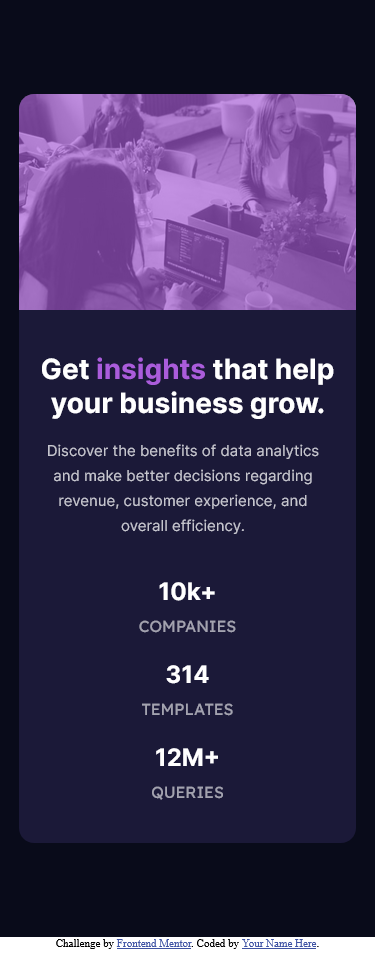 Get insights that help
your business grow.
Discover the benefits of data analytics
and make better decisions regarding
revenue, customer experience, and
overall efficiency.
10k+
COMPANIES
314
TEMPLATES
12M+
QUERIES
Challenge by Frontend Mentor. Coded by Your Name Here.